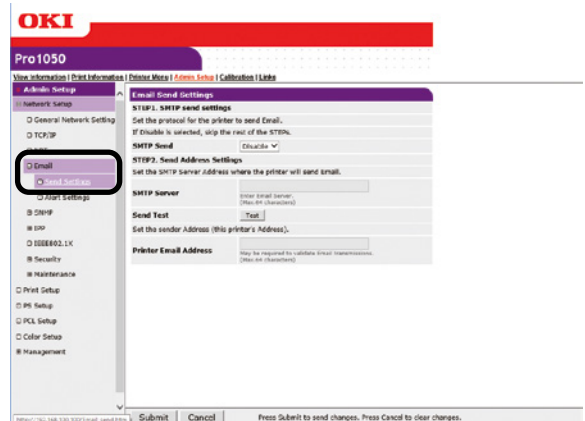 OKI
Pro1050
View Information | Print Information | Printer Menu | Admin Setup | Calibration | Links
Admin Setup
Network Setup
General Network Setting
TCP/IP
Email
Send Settings
Alert Settings
SNMP
IPP
IEEE802.1X
Security
Maintenance
Print Setup
PS Setup
PCL Setup
Color Setup
Management
Email Send Settings
STEP1. SMTP send settings
Set the protocol for the printer to send Email.
If Disable is selected, skip the rest of the STEPs.
SMTP Send Disable
STEP2. Send Address Settings
Set the SMTP Server Address where the printer will send Email.
SMTP Server
Enter Email Server.
(Max.64 characters)
Send Test Test
Set the sender Address (this printer's Address).
Printer Email Address
May be required to validate Email transmissions.
(Max.64 characters)
Submit Cancel Press Submit to send changes. Press Cancel to clear changes.